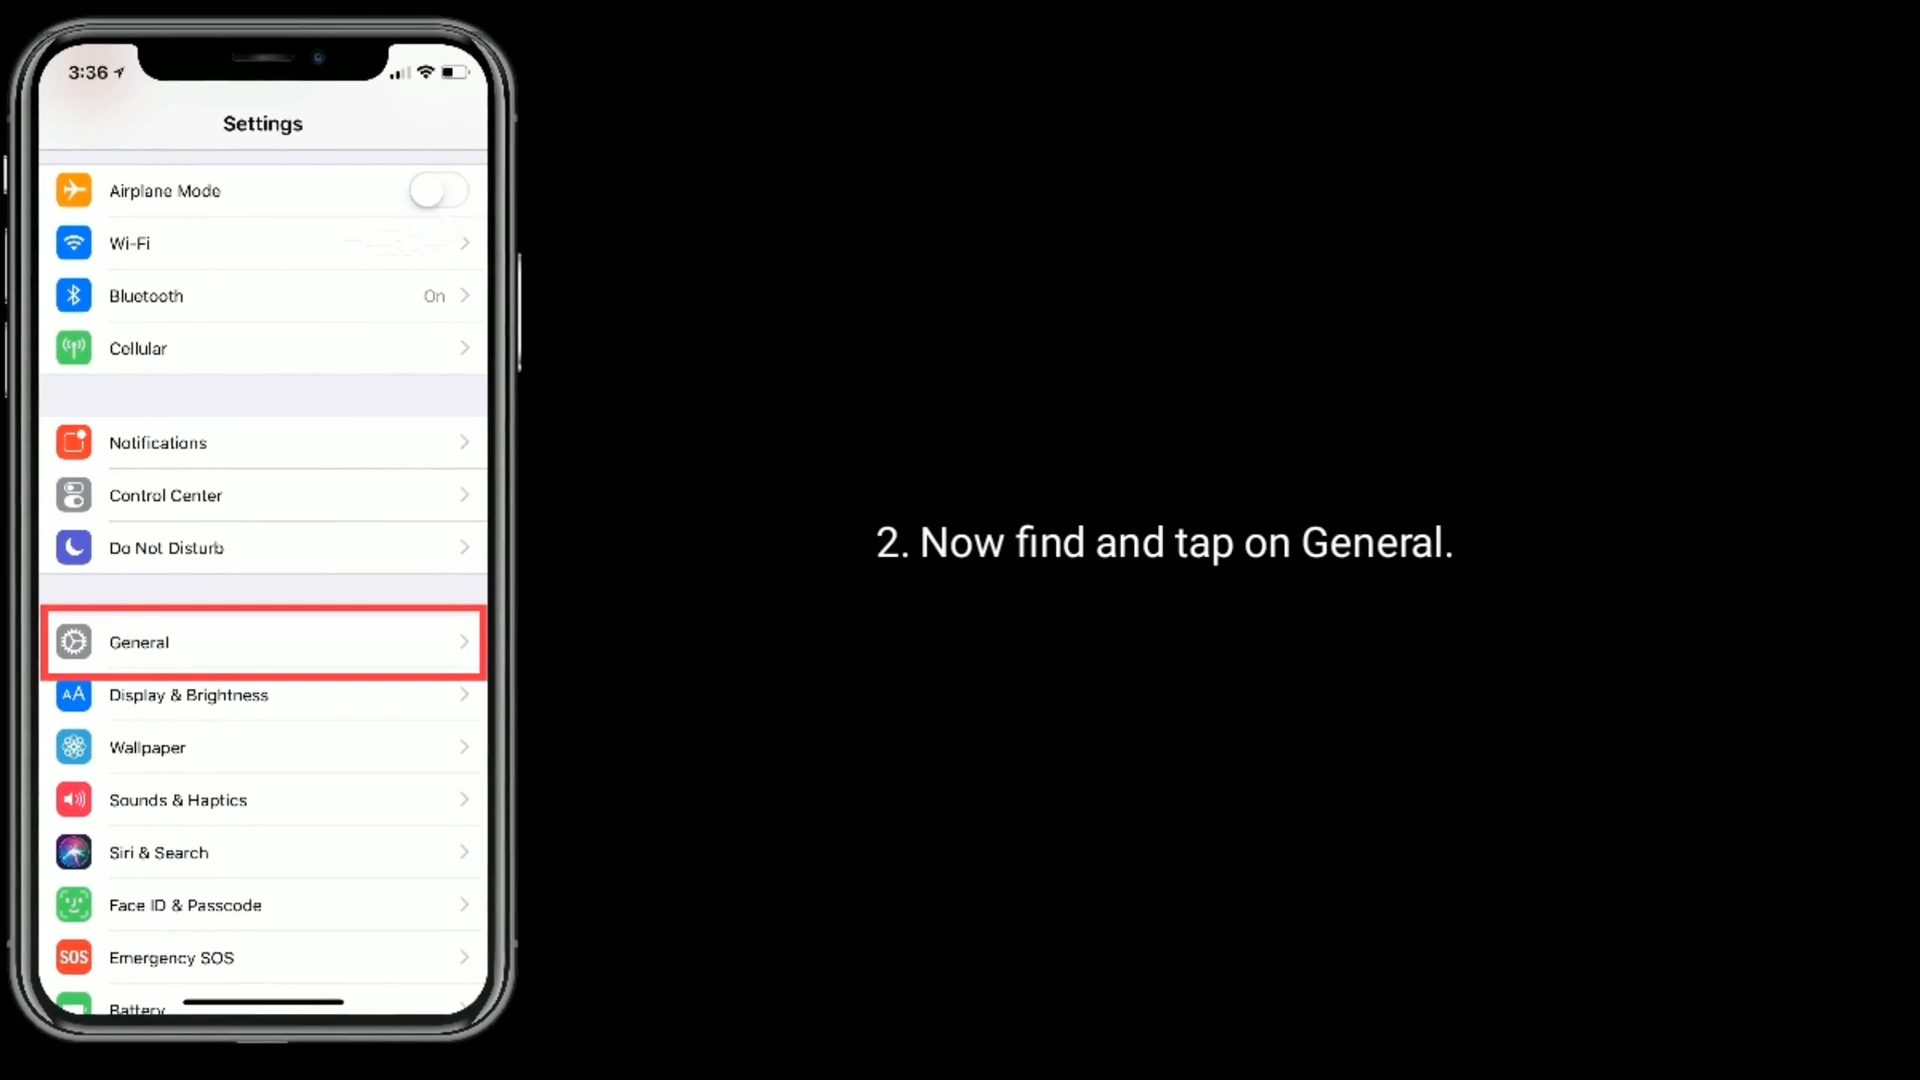 3:36
Settings
Airplane Mode
Wi-Fi
Bluetooth On
Cellular
Notifications
Control Center
Do Not Disturb
General
AA Display & Brightness
Wallpaper
Sounds & Haptics
Siri & Search
Face ID & Passcode
SOS Emergency SOS
Battery
2. Now find and tap on General.